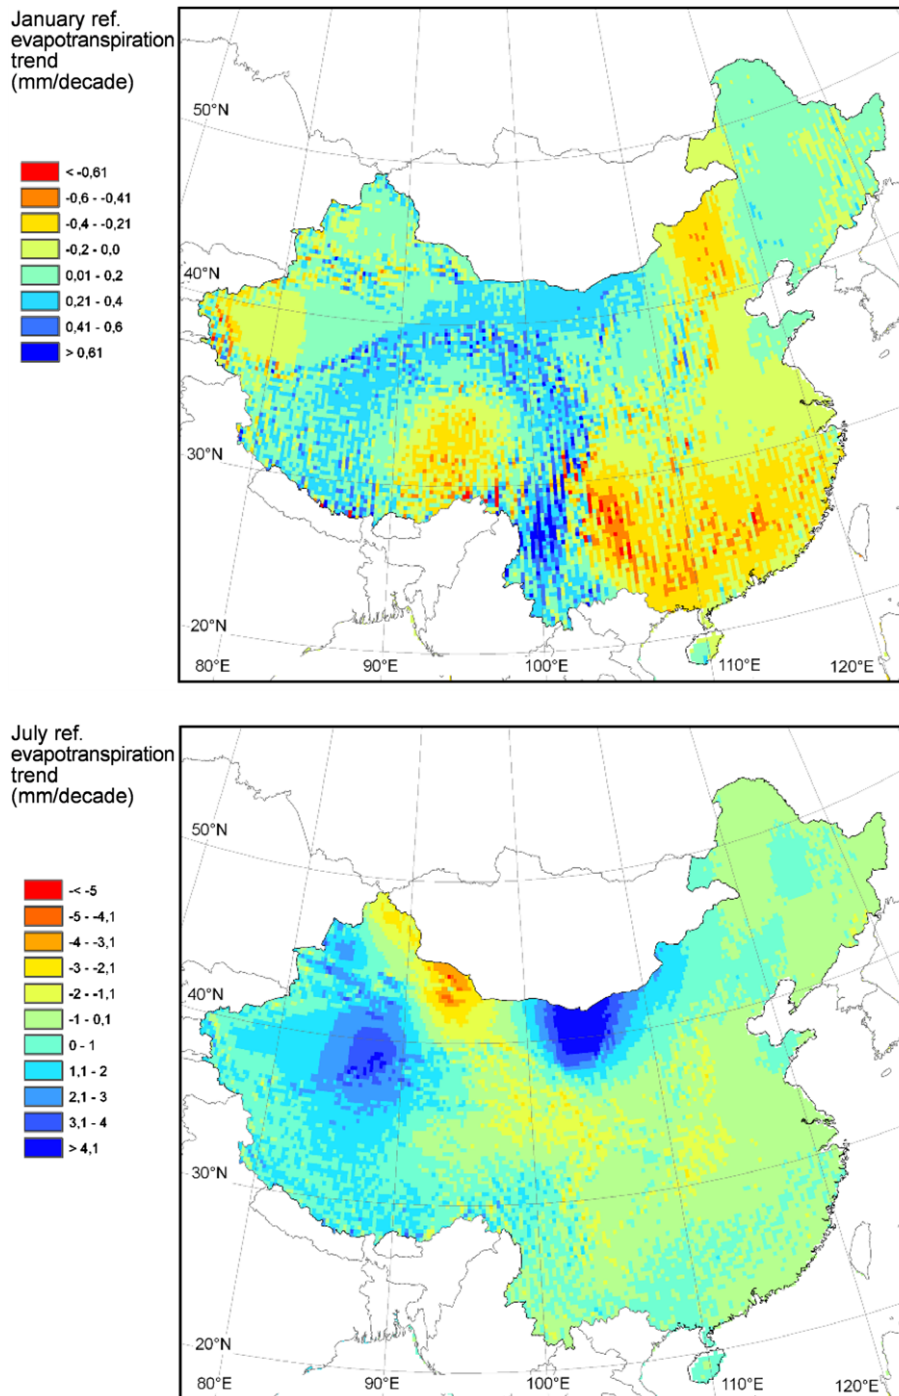 January ref.
evapotranspiration
trend
(mm/decade)
< -0,61
-0,6 - -0,41
-0,4 - -0,21
-0,2 - 0,0
0,01 - 0,2
0,21 - 0,4
0,41 - 0,6
> 0,61
50°N
40°N
30°N
20°N
80°E
90°E
100°E
110°E
120°E
July ref.
evapotranspiration
trend
(mm/decade)
-< -5
-5 - -4,1
-4 - -3,1
-3 - -2,1
-2 - -1,1
-1 - 0,1
0 - 1
1,1 - 2
2,1 - 3
3,1 - 4
> 4,1
50°N
40°N
30°N
20°N
80°E
90°E
100°E
110°E
120°E